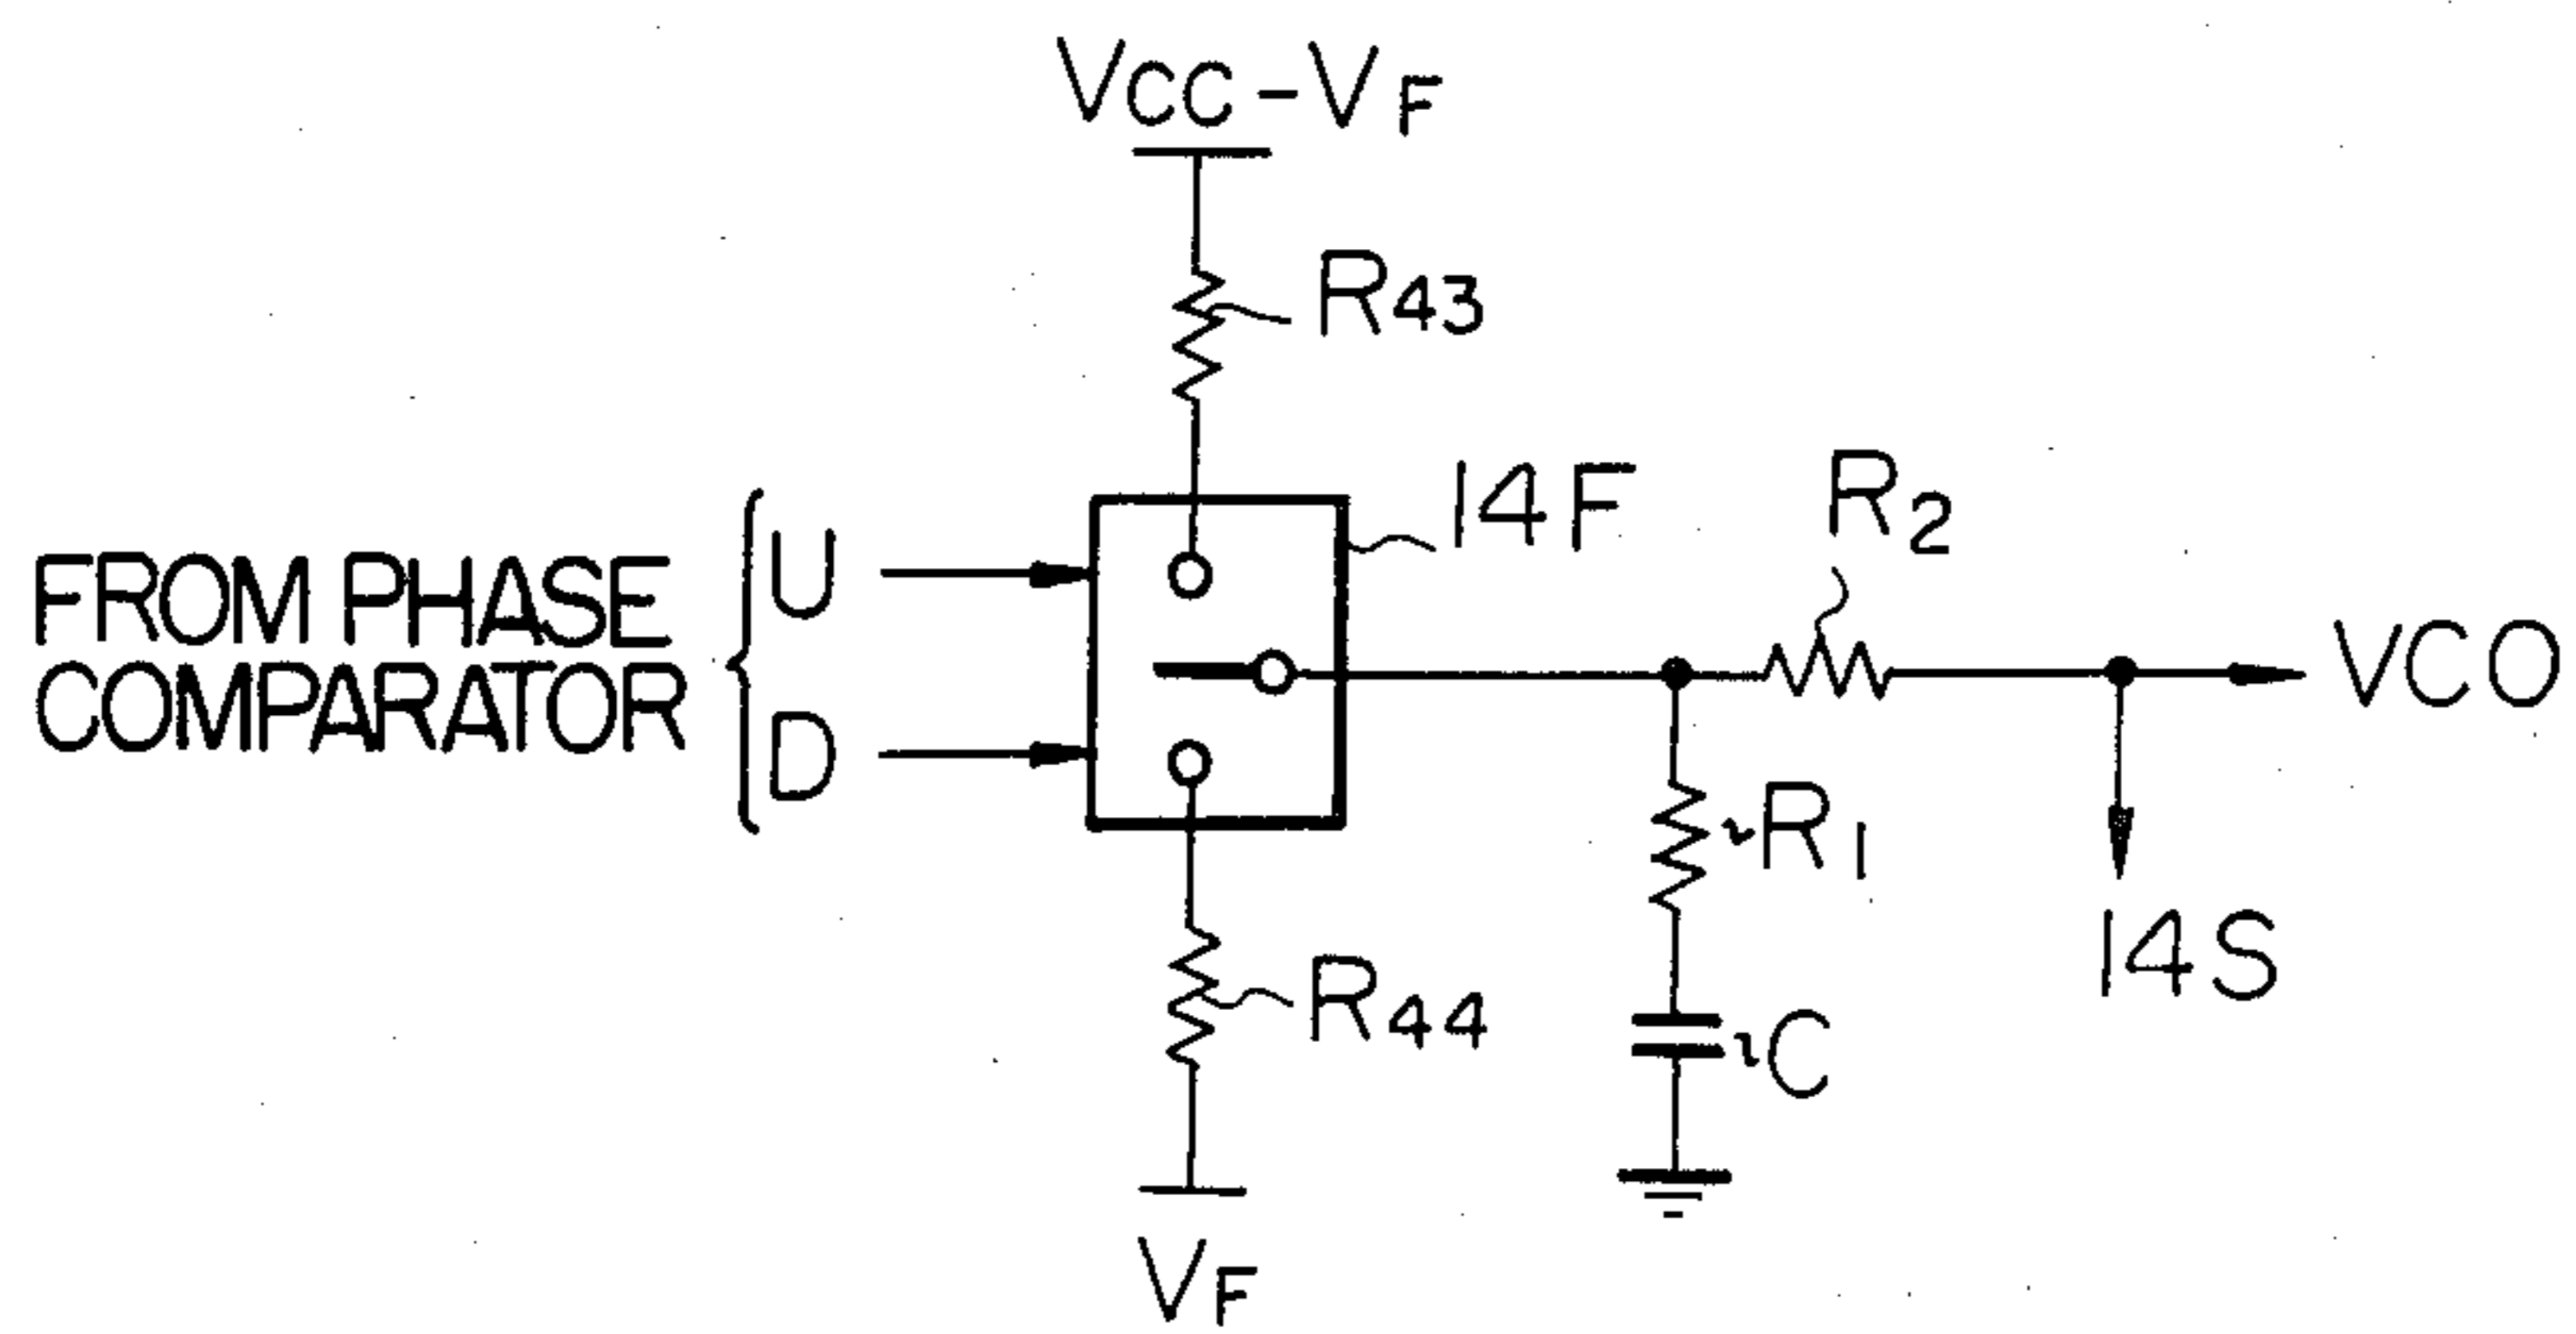 VCC-VF
R43
14F
R2
FROM PHASE
COMPARATOR
U
D
VCO
R1
14S
R44
C
VF